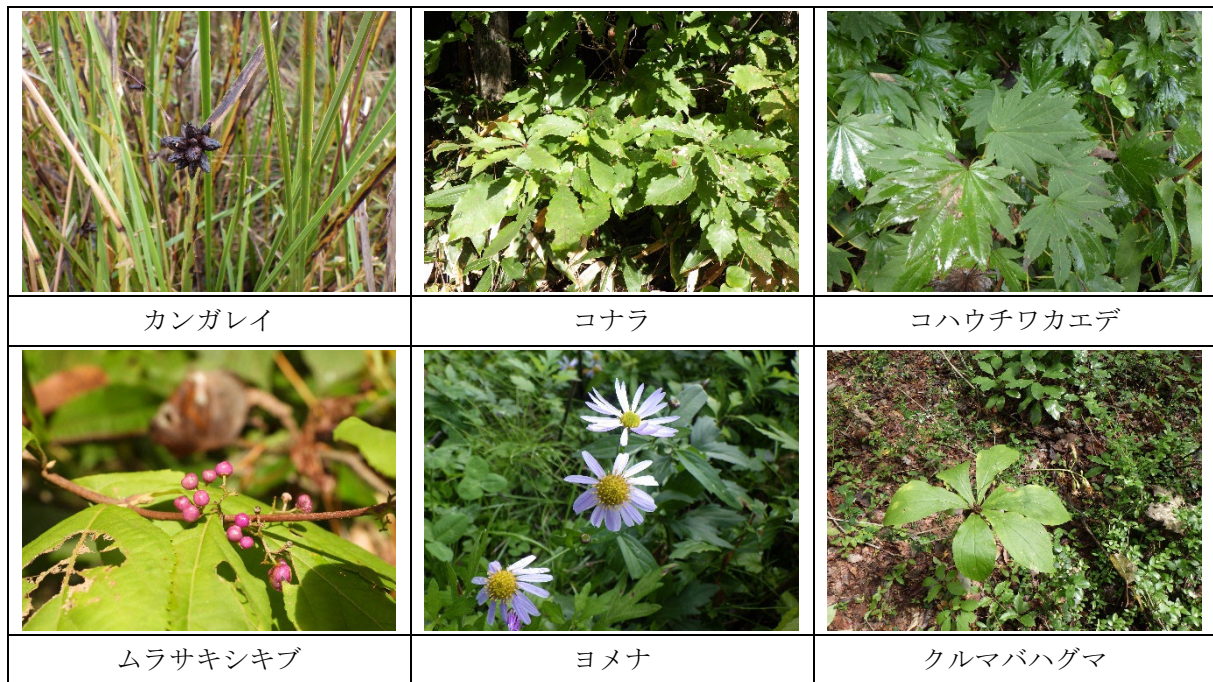 カンガレイ
コナラ
コハウチワカエデ
ムラサキシキブ
ヨメナ
クルマバハグマ